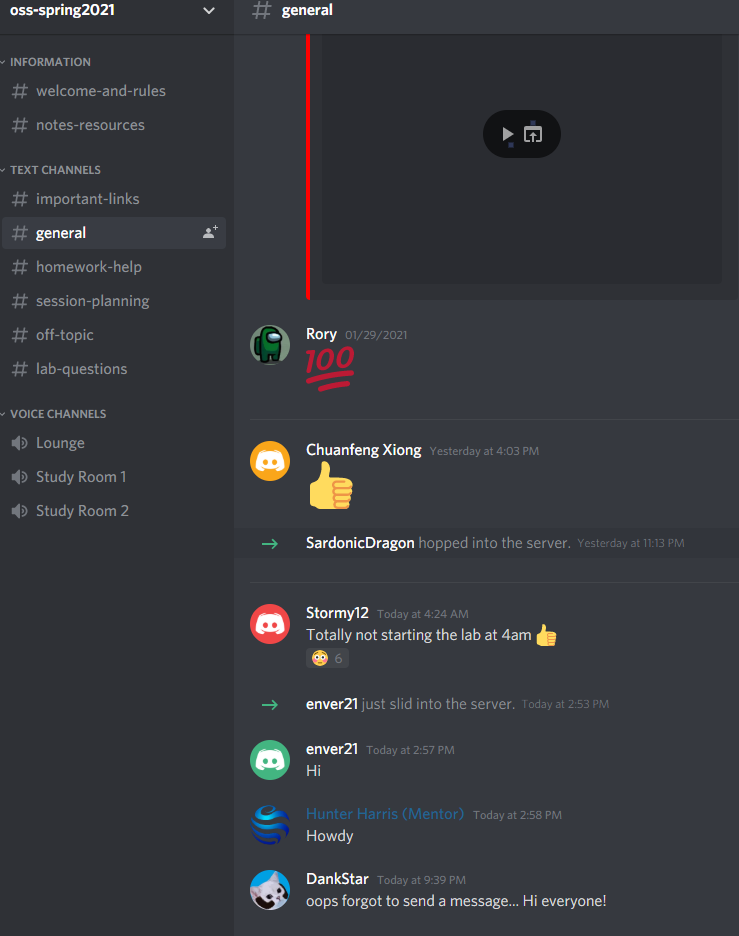 oss-spring2021
INFORMATION
# welcome-and-rules
# notes-resources
TEXT CHANNELS
# important-links
# general
# homework-help
# session-planning
# off-topic
# lab-questions
VOICE CHANNELS
Lounge
Study Room 1
Study Room 2
# general
Rory 01/29/2021
100
Chuanfeng Xiong Yesterday at 4:03 PM
👍
SardonicDragon hopped into the server. Yesterday at 11:13 PM
Stormy12 Today at 4:24 AM
Totally not starting the lab at 4am 👍
😳 6
enver21 just slid into the server. Today at 2:53 PM
enver21 Today at 2:57 PM
Hi
Hunter Harris (Mentor) Today at 2:58 PM
Howdy
DankStar Today at 9:39 PM
oops forgot to send a message... Hi everyone!